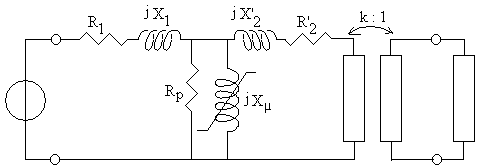 R₁
jX₁
jX'₂
R'₂
k : 1
Rₚ
jXμ